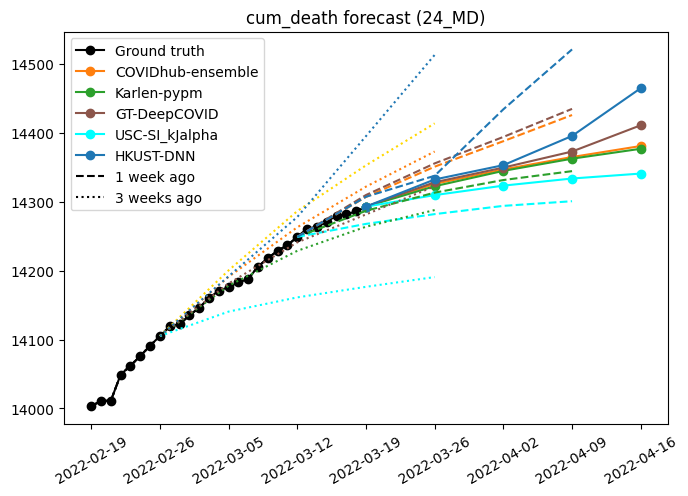 cum_death forecast (24_MD)
Ground truth
COVIDhub-ensemble
Karlen-pypm
GT-DeepCOVID
USC-SI_kJalpha
HKUST-DNN
1 week ago
3 weeks ago
14500
14400
14300
14200
14100
14000
2022-02-19
2022-02-26
2022-03-05
2022-03-12
2022-03-19
2022-03-26
2022-04-02
2022-04-09
2022-04-16